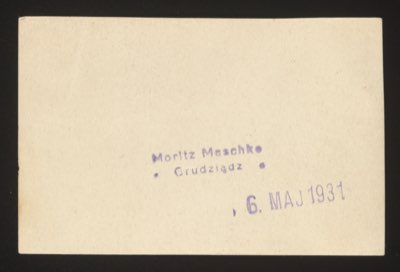 Moritz Meschke
• Grudziądz •
6. MAJ 1931